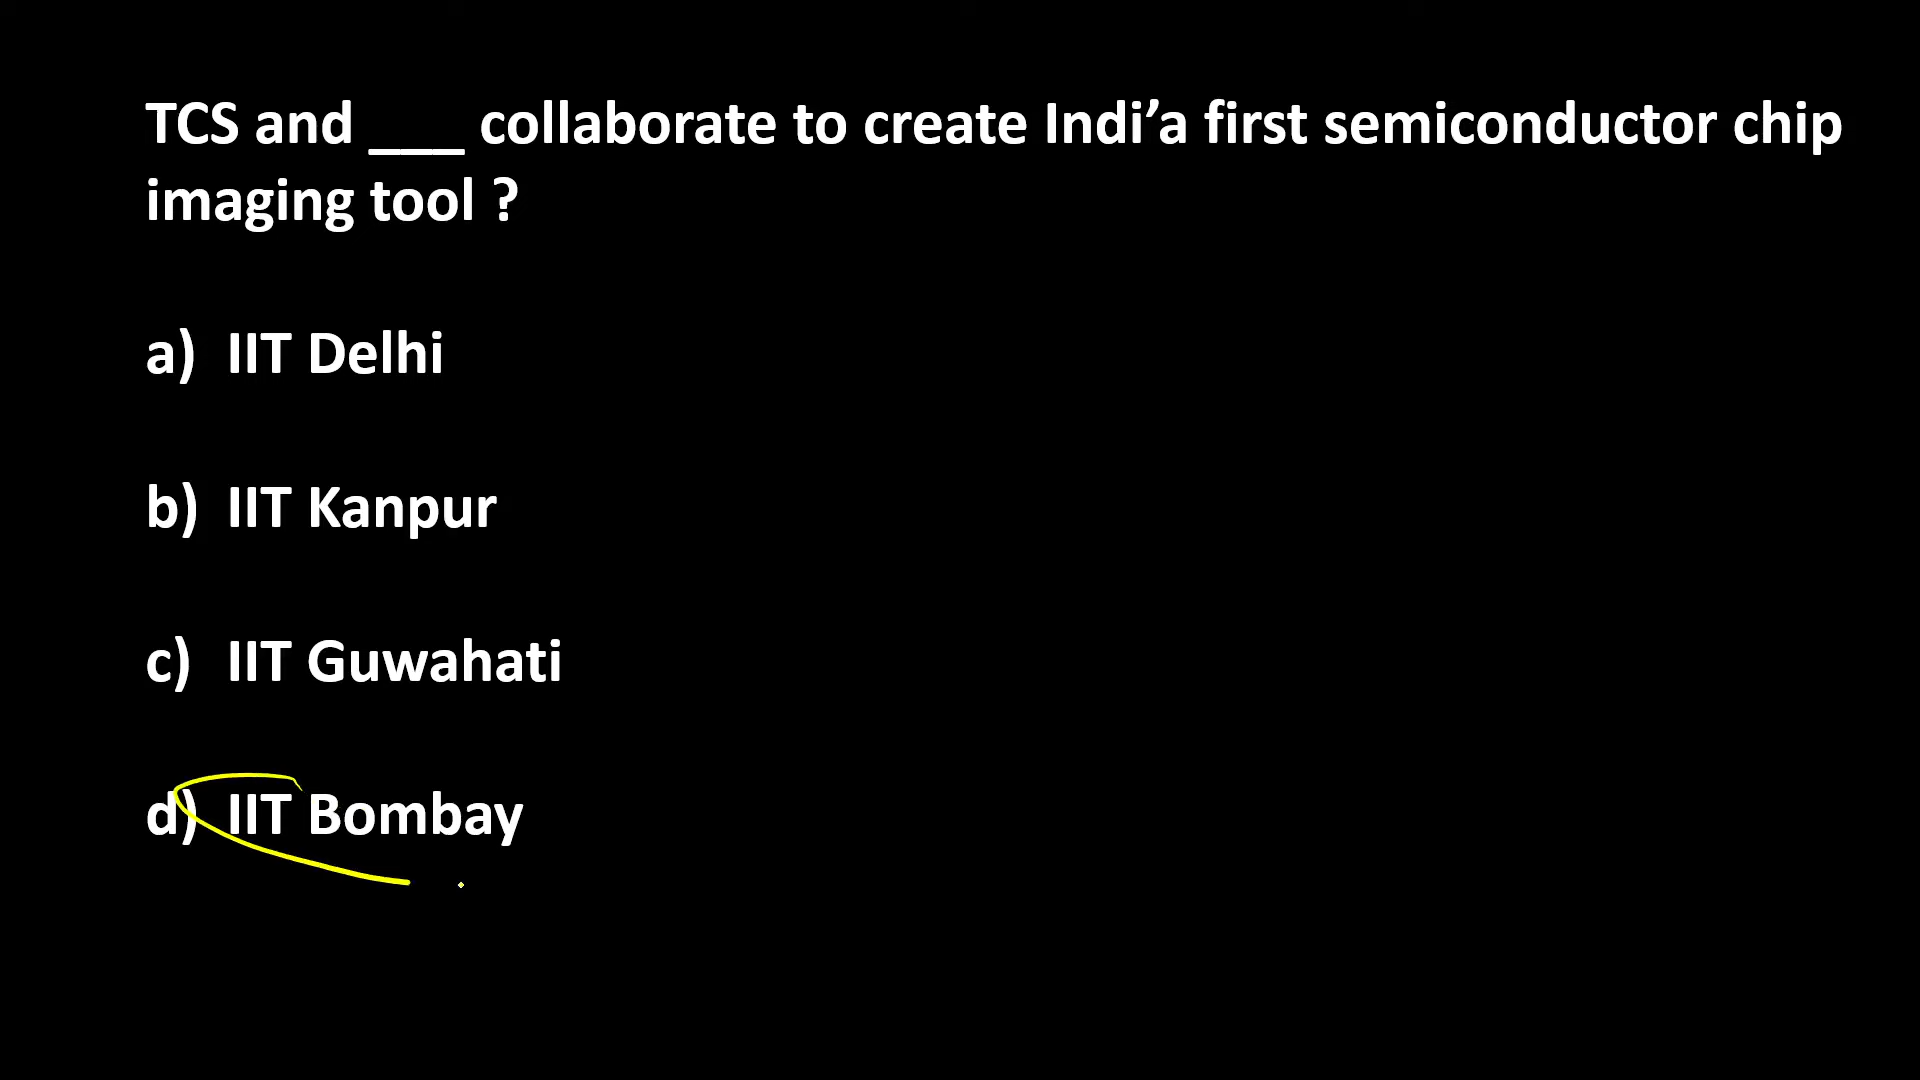 TCS and ___ collaborate to create Indi’a first semiconductor chip
imaging tool ?
a) IIT Delhi
b) IIT Kanpur
c) IIT Guwahati
d) IIT Bombay